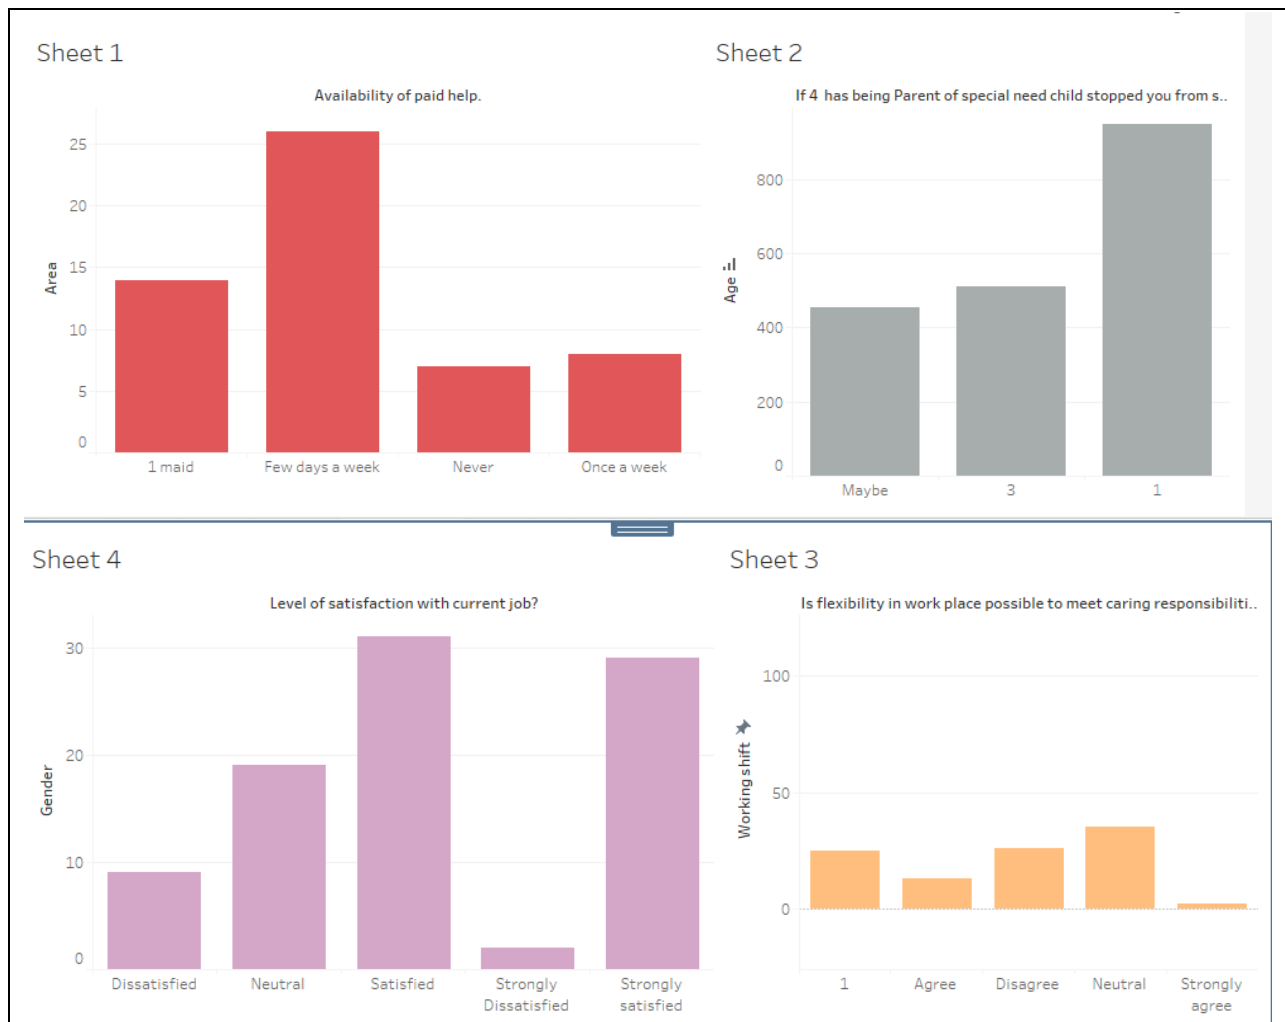 Sheet 1
Availability of paid help.
Area
25
20
15
10
5
0
1 maid
Few days a week
Never
Once a week
Sheet 2
If 4 has being Parent of special need child stopped you from s..
Age
800
600
400
200
0
Maybe
3
1
Sheet 4
Level of satisfaction with current job?
Gender
30
20
10
0
Dissatisfied
Neutral
Satisfied
Strongly
Dissatisfied
Strongly
satisfied
Sheet 3
Is flexibility in work place possible to meet caring responsibiliti..
Working shift
100
50
0
1
Agree
Disagree
Neutral
Strongly
agree